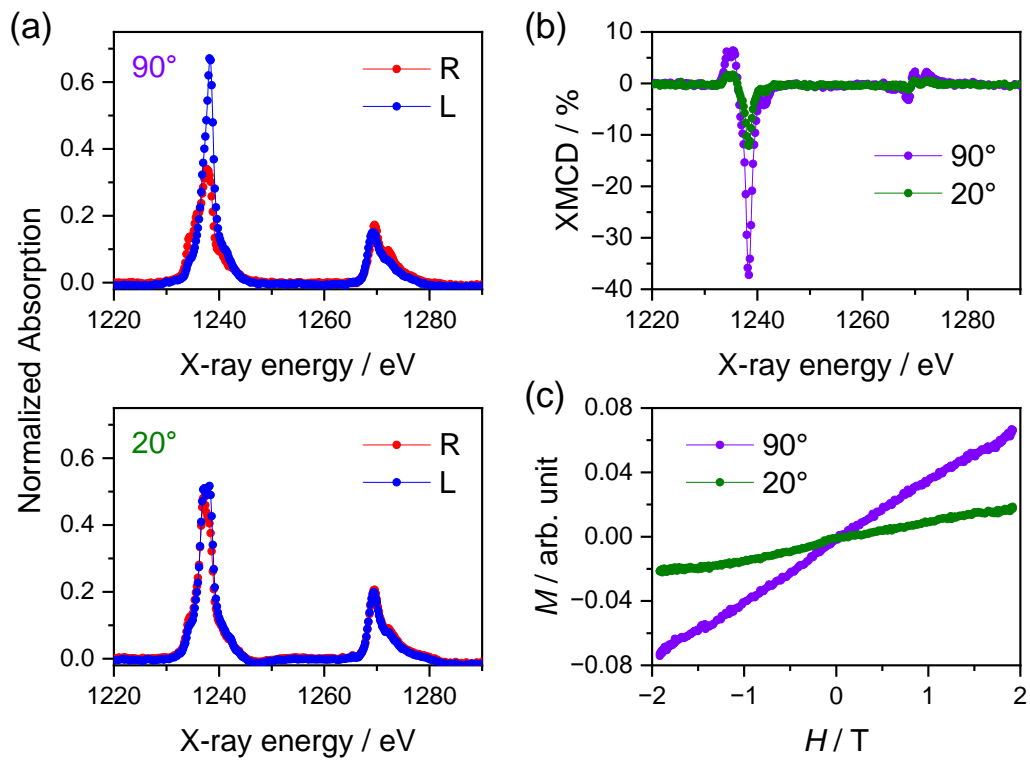 (a)
Normalized Absorption
90°
R
L
0.6
0.4
0.2
0.0
1220 1240 1260 1280
X-ray energy / eV
20°
R
L
0.6
0.4
0.2
0.0
1220 1240 1260 1280
X-ray energy / eV
(b)
XMCD / %
10
0
−10
−20
−30
−40
90°
20°
1220 1240 1260 1280
X-ray energy / eV
(c)
M / arb. unit
0.08
0.04
0.00
−0.04
−0.08
90°
20°
−2 −1 0 1 2
H / T